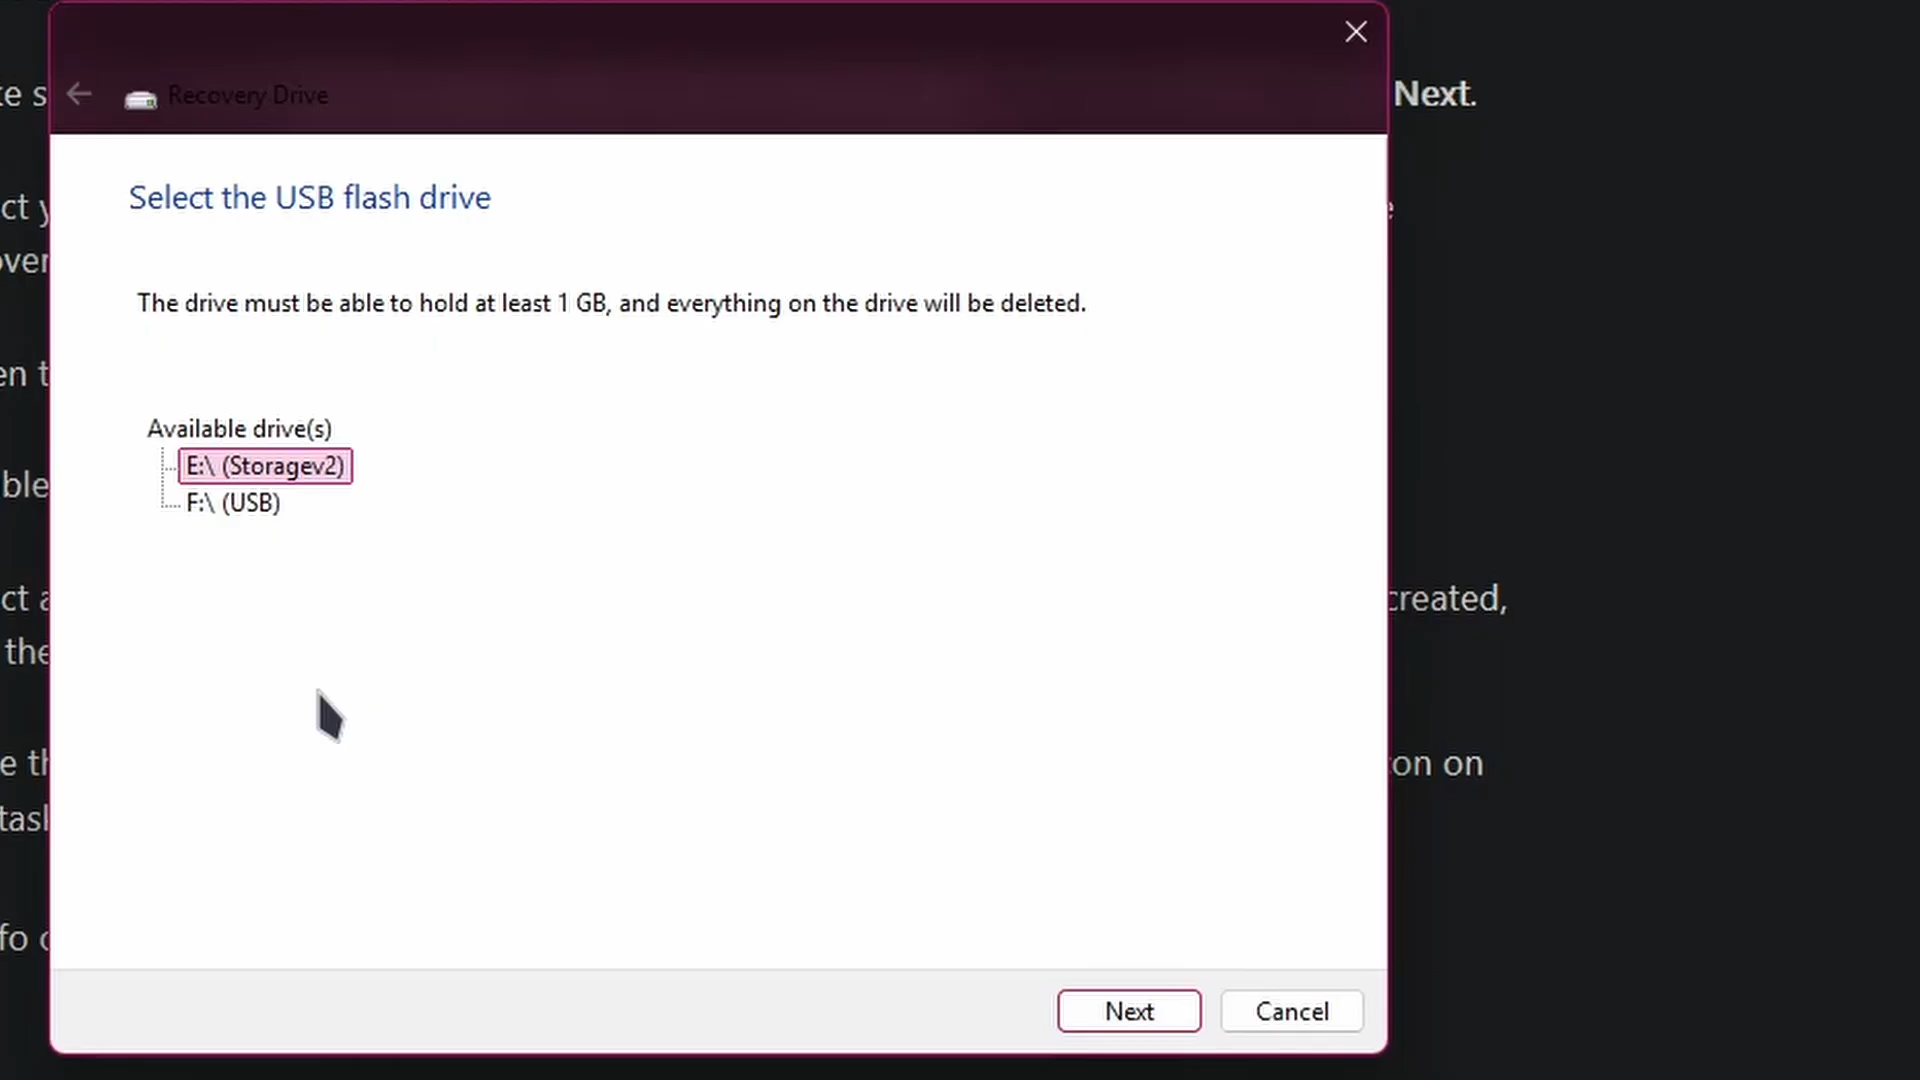 Recovery Drive
Next.
Select the USB flash drive
The drive must be able to hold at least 1 GB, and everything on the drive will be deleted.
Available drive(s)
E:\ (Storagev2)
F:\ (USB)
created,
on
Next
Cancel